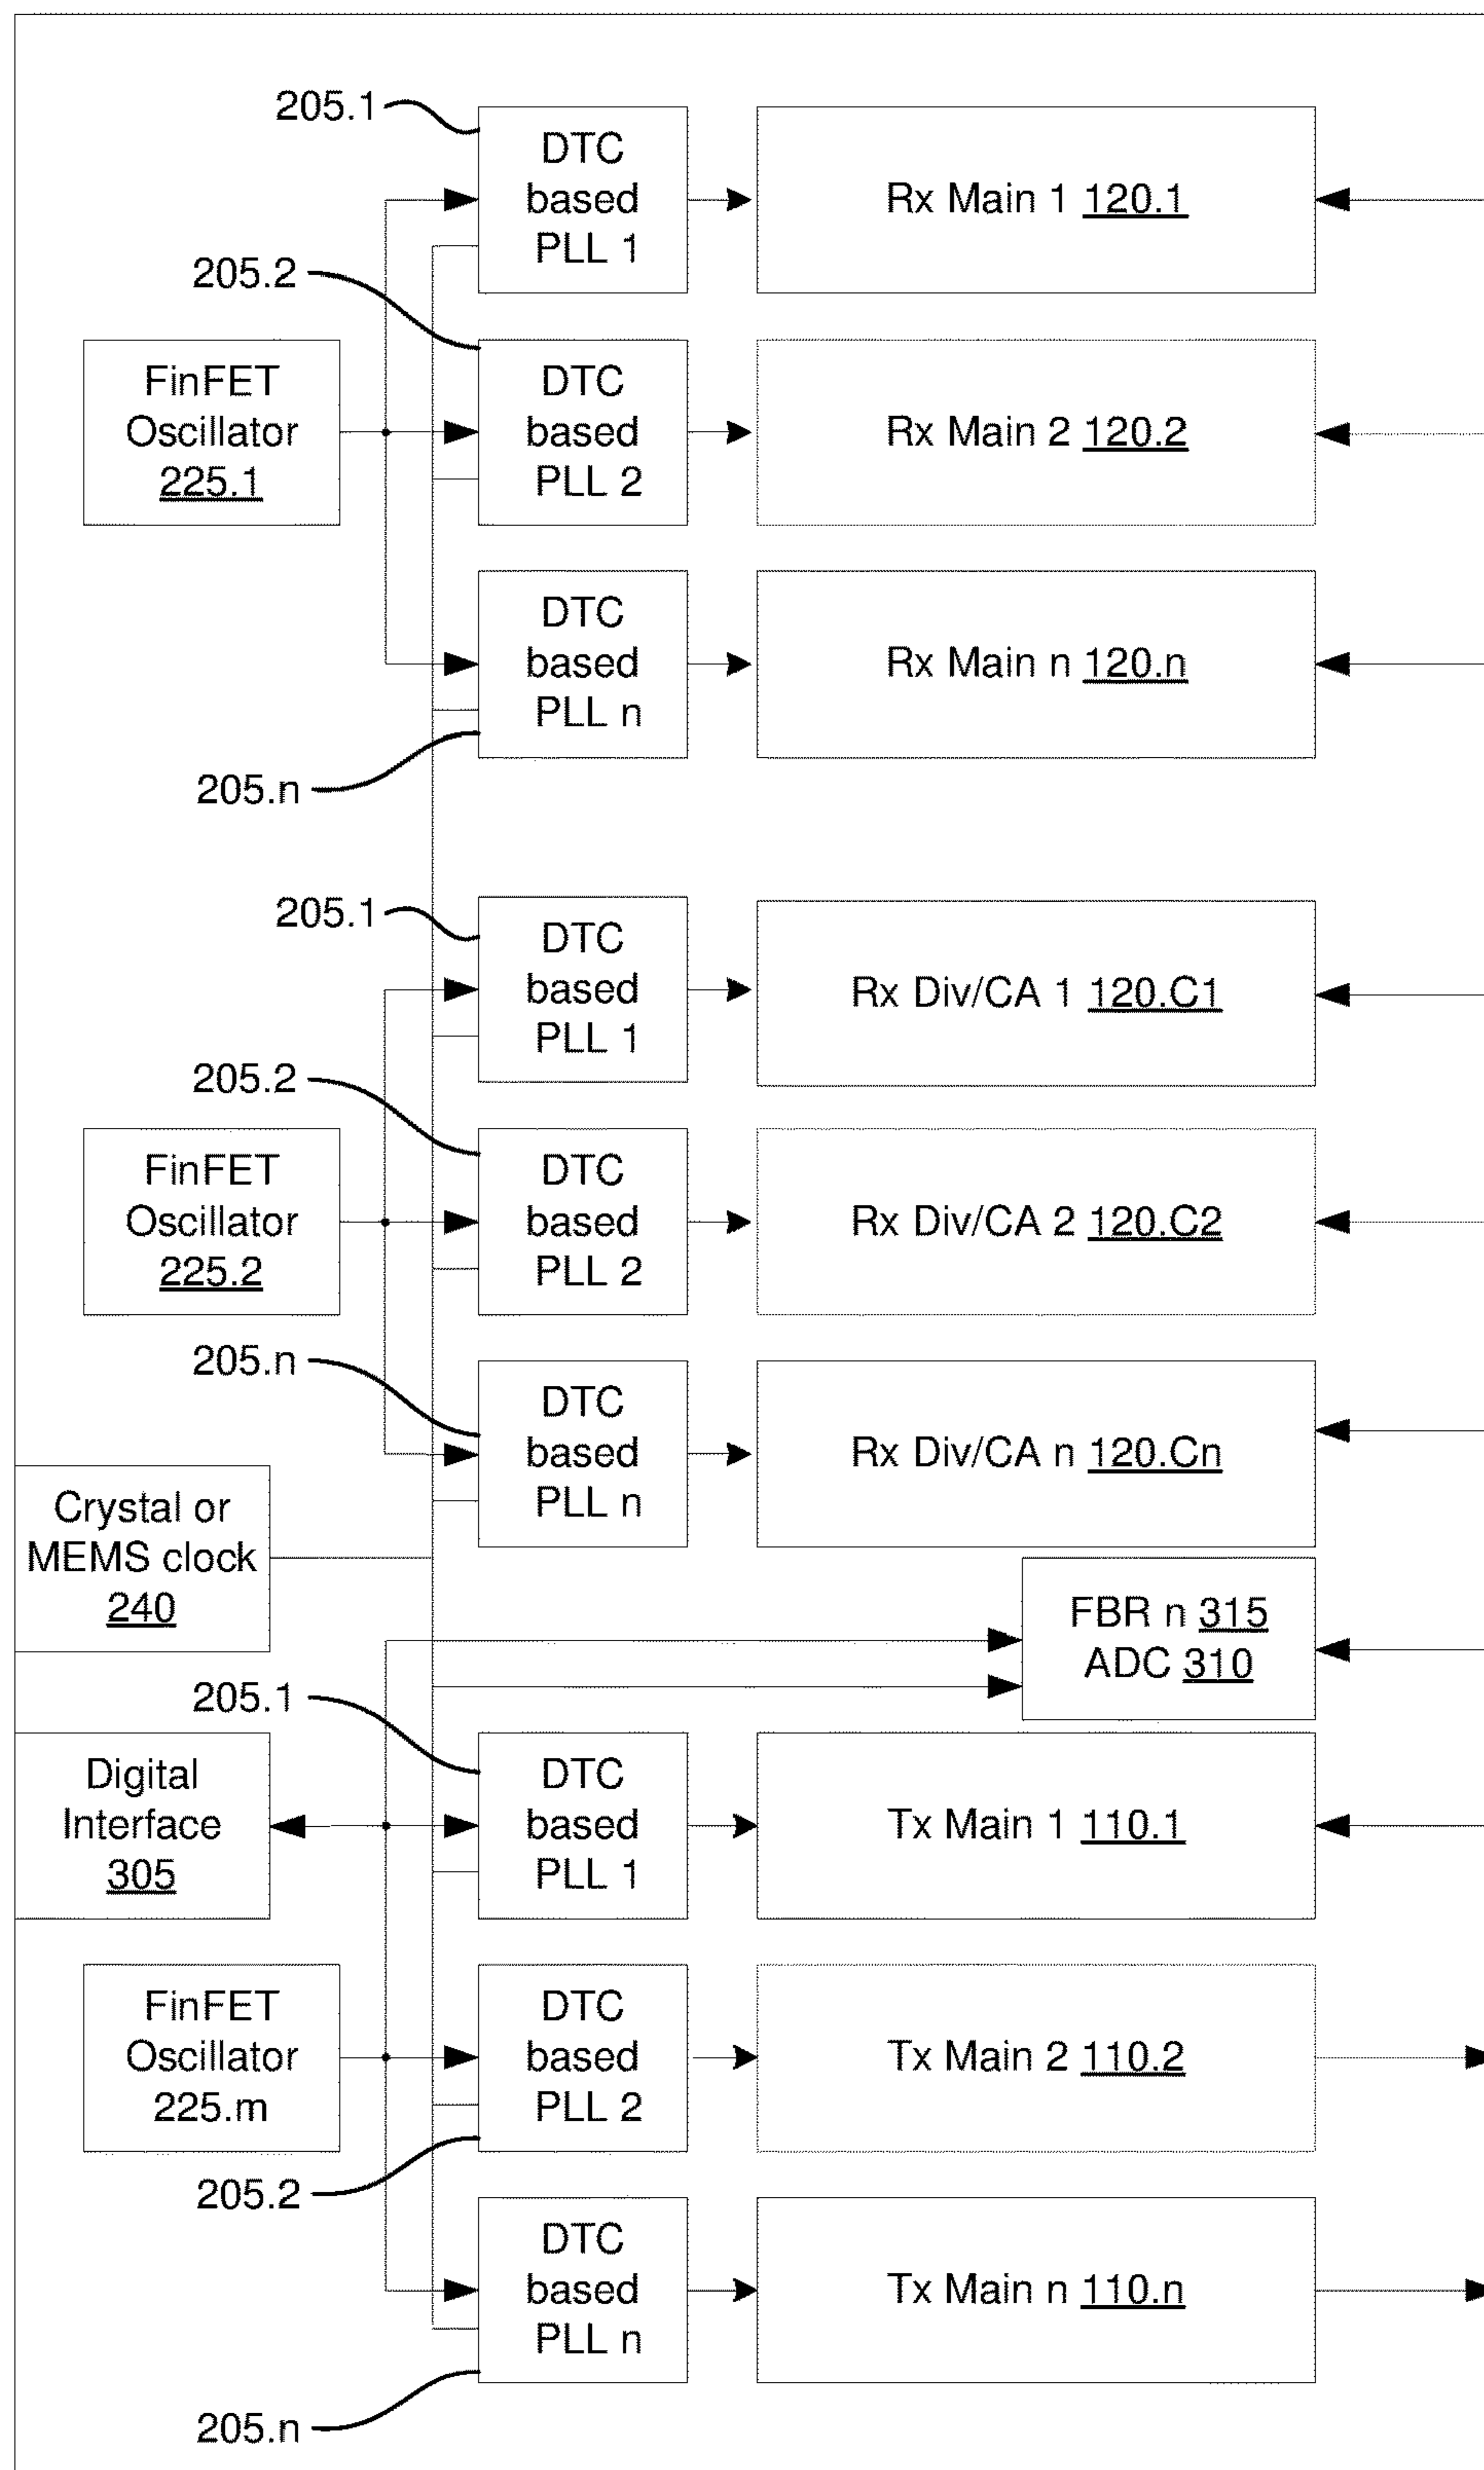 205.1
DTC
based
PLL 1
Rx Main 1 120.1
205.2
FinFET
Oscillator
225.1
DTC
based
PLL 2
Rx Main 2 120.2
DTC
based
PLL n
Rx Main n 120.n
205.n
205.1
DTC
based
PLL 1
Rx Div/CA 1 120.C1
205.2
FinFET
Oscillator
225.2
DTC
based
PLL 2
Rx Div/CA 2 120.C2
205.n
DTC
based
PLL n
Rx Div/CA n 120.Cn
Crystal or
MEMS clock
240
FBR n 315
ADC 310
205.1
Digital
Interface
305
DTC
based
PLL 1
Tx Main 1 110.1
FinFET
Oscillator
225.m
DTC
based
PLL 2
Tx Main 2 110.2
205.2
DTC
based
PLL n
Tx Main n 110.n
205.n